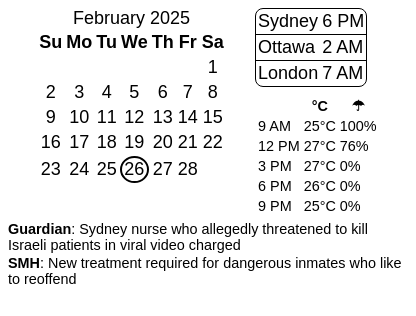 February 2025
Su Mo Tu We Th Fr Sa
1
2 3 4 5 6 7 8
9 10 11 12 13 14 15
16 17 18 19 20 21 22
23 24 25 26 27 28
Sydney 6 PM
Ottawa 2 AM
London 7 AM
°C ☂
9 AM 25°C 100%
12 PM 27°C 76%
3 PM 27°C 0%
6 PM 26°C 0%
9 PM 25°C 0%
Guardian: Sydney nurse who allegedly threatened to kill
Israeli patients in viral video charged
SMH: New treatment required for dangerous inmates who like
to reoffend